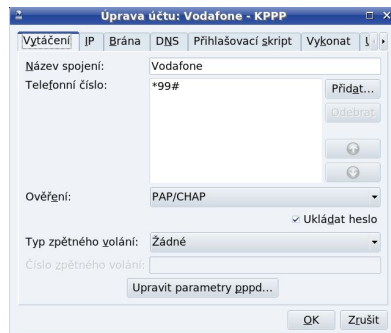 Úprava účtu: Vodafone - KPPP
Vytáčení IP Brána DNS Přihlašovací skript Vykonat
Název spojení: Vodafone
Telefonní číslo: *99# Přidat...
Odebrat
Ověření: PAP/CHAP
Ukládat heslo
Typ zpětného volání: Žádné
Číslo zpětného volání:
Upravit parametry pppd...
OK Zrušit